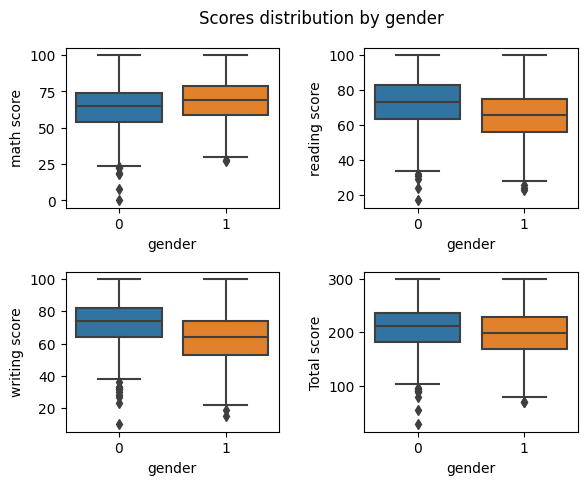 Scores distribution by gender
math score
100
75
50
25
0
0 1
gender
reading score
100
80
60
40
20
0 1
gender
writing score
100
80
60
40
20
0 1
gender
Total score
300
200
100
0 1
gender